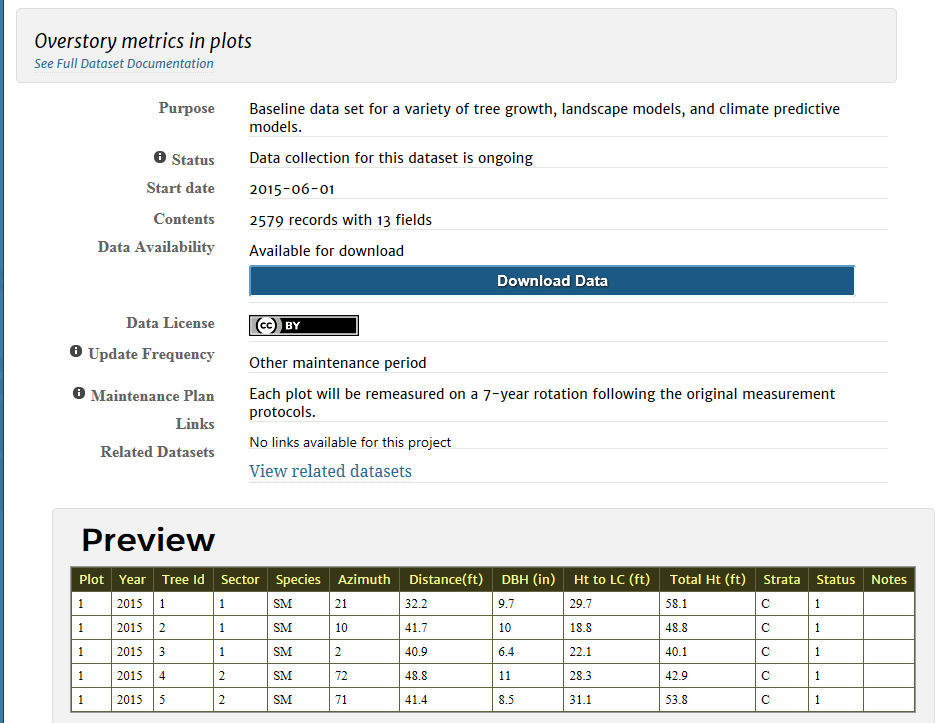 Overstory metrics in plots
See Full Dataset Documentation
Purpose Baseline data set for a variety of tree growth, landscape models, and climate predictive
models.
Status Data collection for this dataset is ongoing
Start date 2015-06-01
Contents 2579 records with 13 fields
Data Availability Available for download
Download Data
Data License cc BY
Update Frequency Other maintenance period
Maintenance Plan Each plot will be remeasured on a 7-year rotation following the original measurement
protocols.
Links No links available for this project
Related Datasets View related datasets
Preview
Plot Year Tree Id Sector Species Azimuth Distance(ft) DBH (in) Ht to LC (ft) Total Ht (ft) Strata Status Notes
1 2015 1 1 SM 21 32.2 9.7 29.7 58.1 C 1
1 2015 2 1 SM 10 41.7 10 18.8 48.8 C 1
1 2015 3 1 SM 2 40.9 6.4 22.1 40.1 C 1
1 2015 4 2 SM 72 48.8 11 28.3 42.9 C 1
1 2015 5 2 SM 71 41.4 8.5 31.1 53.8 C 1